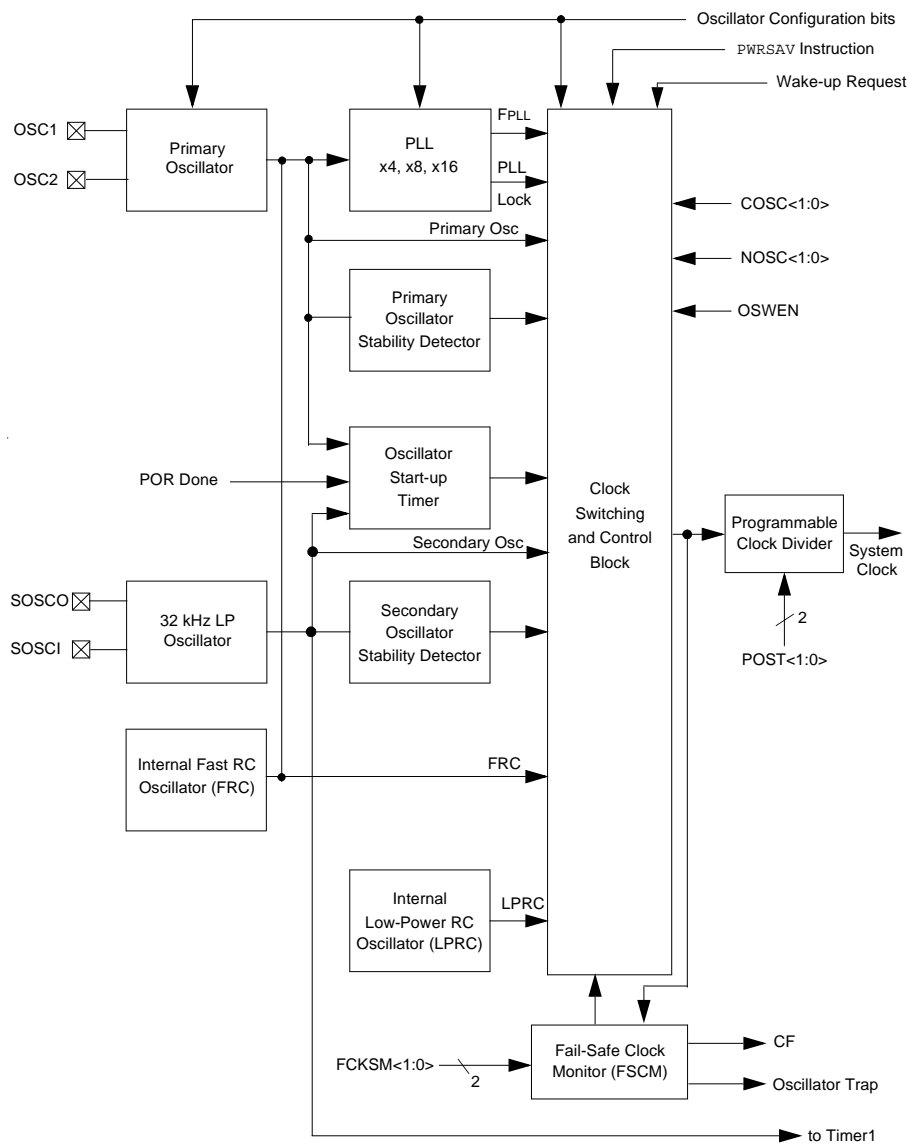 Oscillator Configuration bits
PWRSAV Instruction
Wake-up Request
OSC1
OSC2
Primary
Oscillator
PLL
x4, x8, x16
FPLL
PLL
Lock
COSC<1:0>
Primary Osc
NOSC<1:0>
Primary
Oscillator
Stability Detector
OSWEN
POR Done
Oscillator
Start-up
Timer
Clock
Switching
and Control
Block
Programmable
Clock Divider
System
Clock
Secondary Osc
SOSCO
SOSCI
32 kHz LP
Oscillator
Secondary
Oscillator
Stability Detector
2
POST<1:0>
Internal Fast RC
Oscillator (FRC)
FRC
Internal
Low-Power RC
Oscillator (LPRC)
LPRC
FCKSM<1:0>
2
Fail-Safe Clock
Monitor (FSCM)
CF
Oscillator Trap
to Timer1